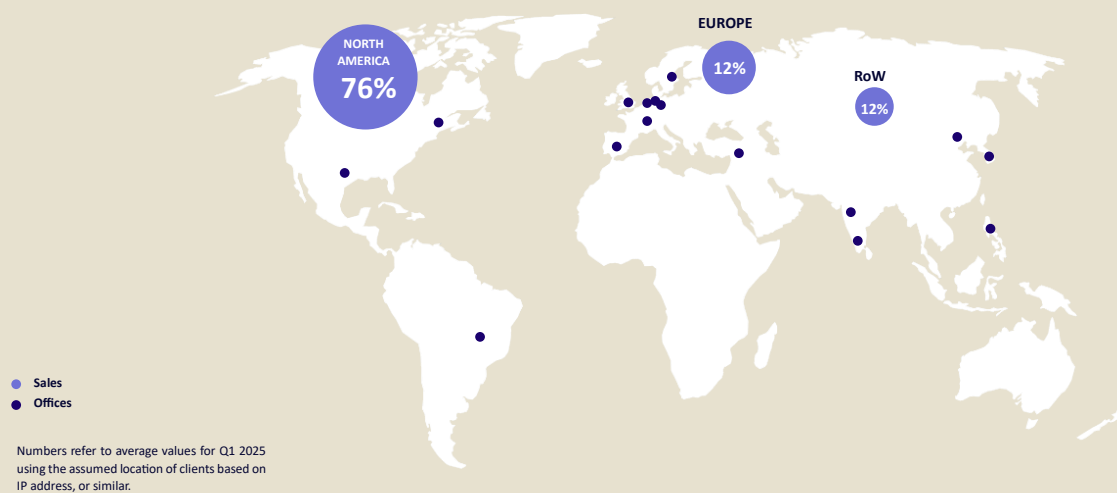 EUROPE
NORTH
AMERICA
76%
12%
RoW
12%
Sales
Offices
Numbers refer to average values for Q1 2025
using the assumed location of clients based on
IP address, or similar.